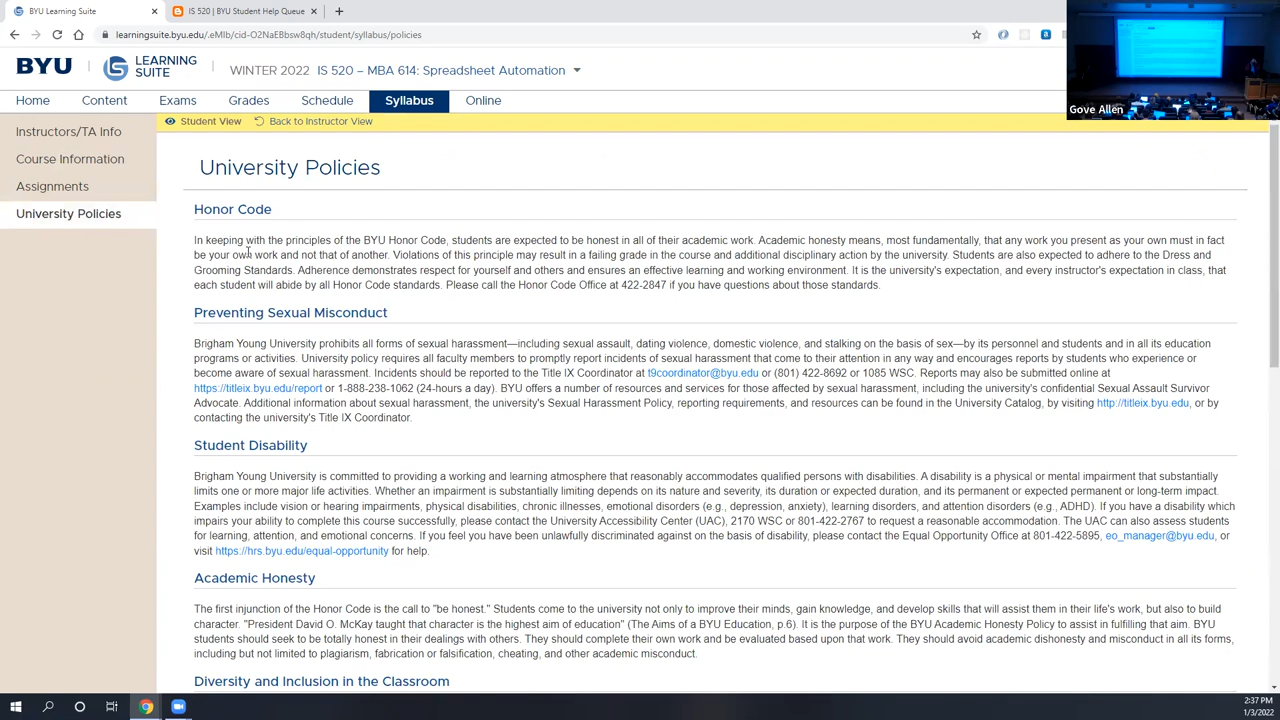 BYU Learning Suite
IS 520 | BYU Student Help Queue
learningsuite.byu.edu/.eMlb/cid-O2NaEBbsw8qh/student/syllabus/policies
BYU
LEARNING
SUITE
WINTER 2022 IS 520 – MBA 614: Spreadsheet Automation
Gove Allen
Home Content Exams Grades Schedule Syllabus Online
Student View Back to Instructor View
Instructors/TA Info
Course Information
Assignments
University Policies
University Policies
Honor Code
In keeping with the principles of the BYU Honor Code, students are expected to be honest in all of their academic work. Academic honesty means, most fundamentally, that any work you present as your own must in fact
be your own work and not that of another. Violations of this principle may result in a failing grade in the course and additional disciplinary action by the university. Students are also expected to adhere to the Dress and
Grooming Standards. Adherence demonstrates respect for yourself and others and ensures an effective learning and working environment. It is the university's expectation, and every instructor's expectation in class, that
each student will abide by all Honor Code standards. Please call the Honor Code Office at 422-2847 if you have questions about those standards.
Preventing Sexual Misconduct
Brigham Young University prohibits all forms of sexual harassment—including sexual assault, dating violence, domestic violence, and stalking on the basis of sex—by its personnel and students and in all its education
programs or activities. University policy requires all faculty members to promptly report incidents of sexual harassment that come to their attention in any way and encourages reports by students who experience or
become aware of sexual harassment. Incidents should be reported to the Title IX Coordinator at t9coordinator@byu.edu or (801) 422-8692 or 1085 WSC. Reports may also be submitted online at
https://titleix.byu.edu/report or 1-888-238-1062 (24-hours a day). BYU offers a number of resources and services for those affected by sexual harassment, including the university's confidential Sexual Assault Survivor
Advocate. Additional information about sexual harassment, the university's Sexual Harassment Policy, reporting requirements, and resources can be found in the University Catalog, by visiting http://titleix.byu.edu, or by
contacting the university's Title IX Coordinator.
Student Disability
Brigham Young University is committed to providing a working and learning atmosphere that reasonably accommodates qualified persons with disabilities. A disability is a physical or mental impairment that substantially
limits one or more major life activities. Whether an impairment is substantially limiting depends on its nature and severity, its duration or expected duration, and its permanent or expected permanent or long-term impact.
Examples include vision or hearing impairments, physical disabilities, chronic illnesses, emotional disorders (e.g., depression, anxiety), learning disorders, and attention disorders (e.g., ADHD). If you have a disability which
impairs your ability to complete this course successfully, please contact the University Accessibility Center (UAC), 2170 WSC or 801-422-2767 to request a reasonable accommodation. The UAC can also assess students
for learning, attention, and emotional concerns. If you feel you have been unlawfully discriminated against on the basis of disability, please contact the Equal Opportunity Office at 801-422-5895, eo_manager@byu.edu, or
visit https://hrs.byu.edu/equal-opportunity for help.
Academic Honesty
The first injunction of the Honor Code is the call to "be honest." Students come to the university not only to improve their minds, gain knowledge, and develop skills that will assist them in their life's work, but also to build
character. "President David O. McKay taught that character is the highest aim of education" (The Aims of a BYU Education, p.6). It is the purpose of the BYU Academic Honesty Policy to assist in fulfilling that aim. BYU
students should seek to be totally honest in their dealings with others. They should complete their own work and be evaluated based upon that work. They should avoid academic dishonesty and misconduct in all its forms,
including but not limited to plagiarism, fabrication or falsification, cheating, and other academic misconduct.
Diversity and Inclusion in the Classroom
2:37 PM
1/3/2022